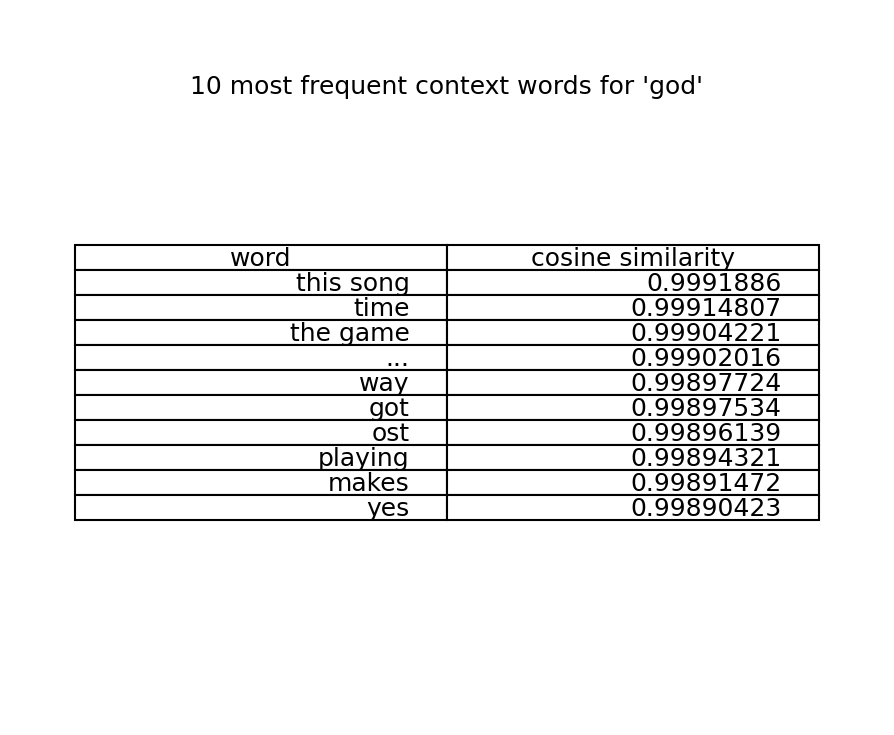 10 most frequent context words for 'god'
word cosine similarity
this song 0.9991886
time 0.99914807
the game 0.99904221
... 0.99902016
way 0.99897724
got 0.99897534
ost 0.99896139
playing 0.99894321
makes 0.99891472
yes 0.99890423